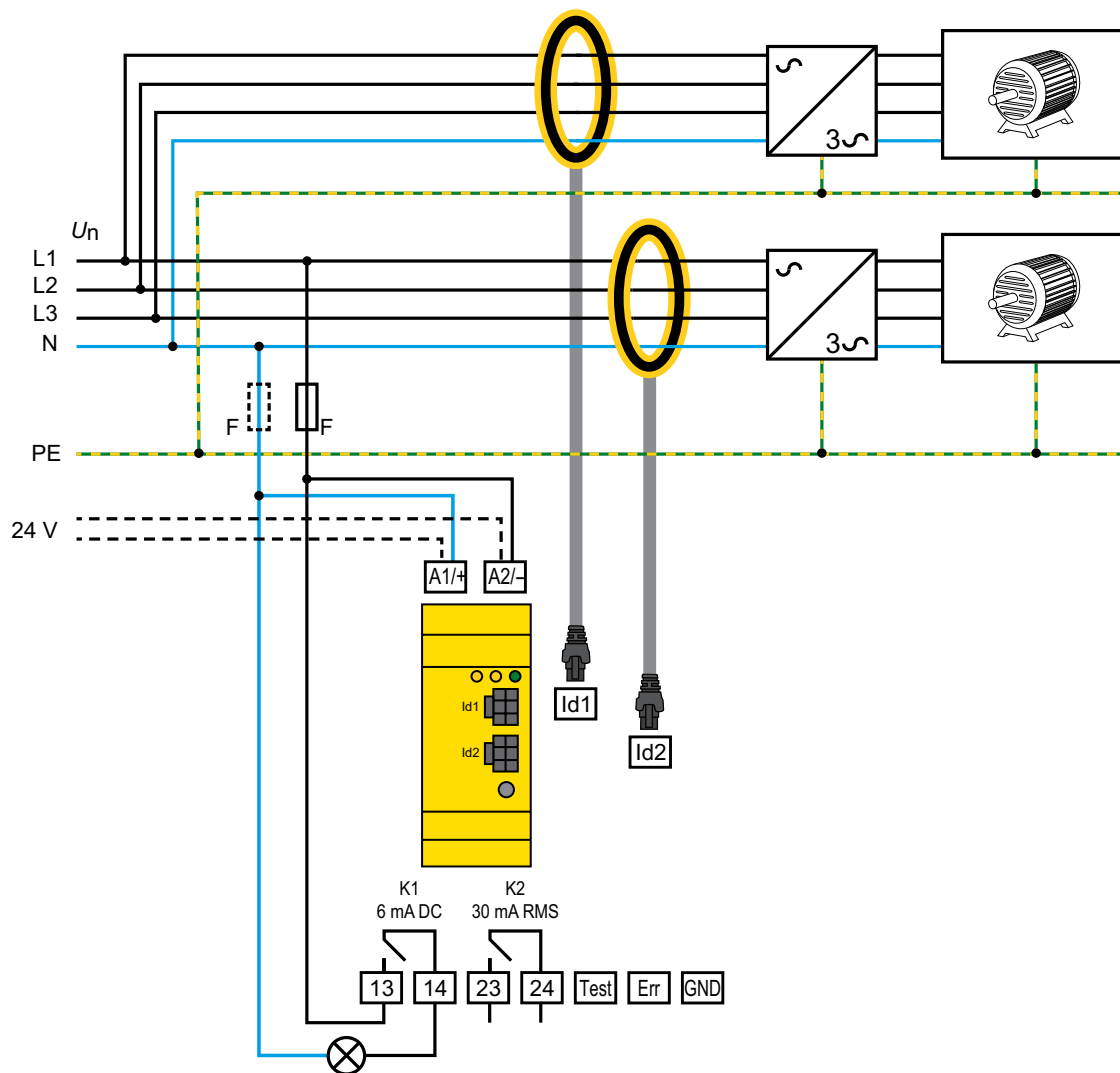 3
Un
L1
L2
L3
N
3
F
F
PE
24 V
A1/+
A2/–
Id1
Id2
Id1
Id2
K1
6 mA DC
K2
30 mA RMS
13
14
23
24
Test
Err
GND